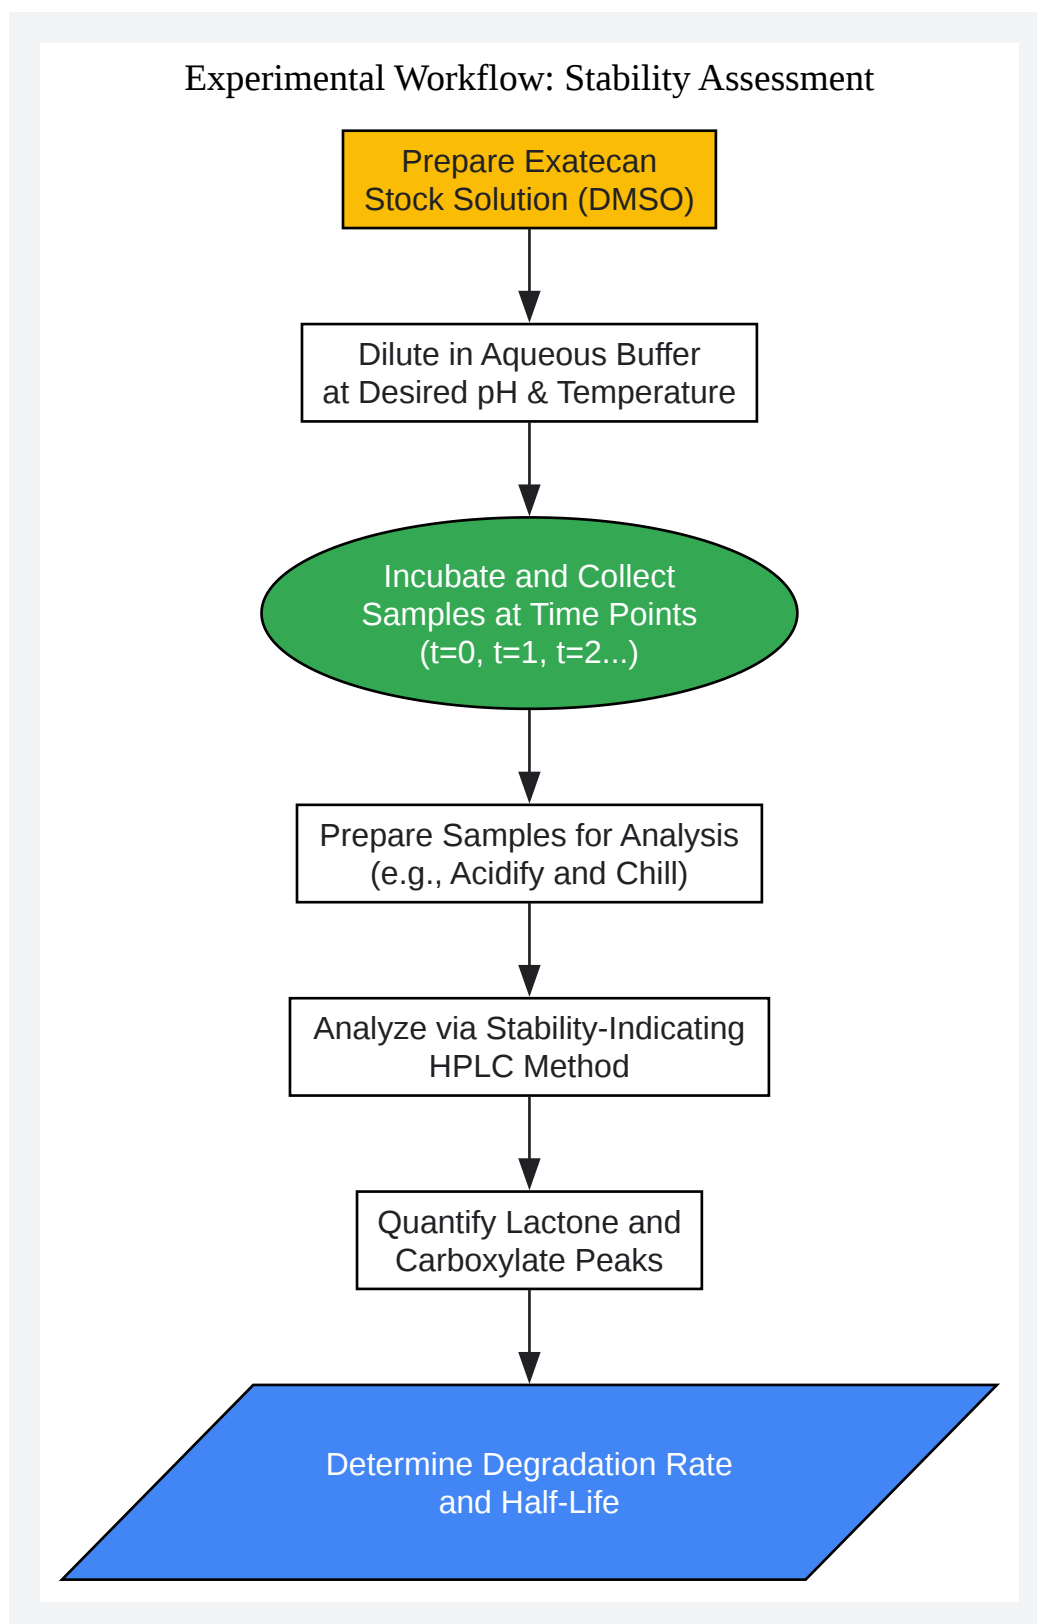 Experimental Workflow: Stability Assessment
Prepare Exatecan
Stock Solution (DMSO)
Dilute in Aqueous Buffer
at Desired pH & Temperature
Incubate and Collect
Samples at Time Points
(t=0, t=1, t=2...)
Prepare Samples for Analysis
(e.g., Acidify and Chill)
Analyze via Stability-Indicating
HPLC Method
Quantify Lactone and
Carboxylate Peaks
Determine Degradation Rate
and Half-Life